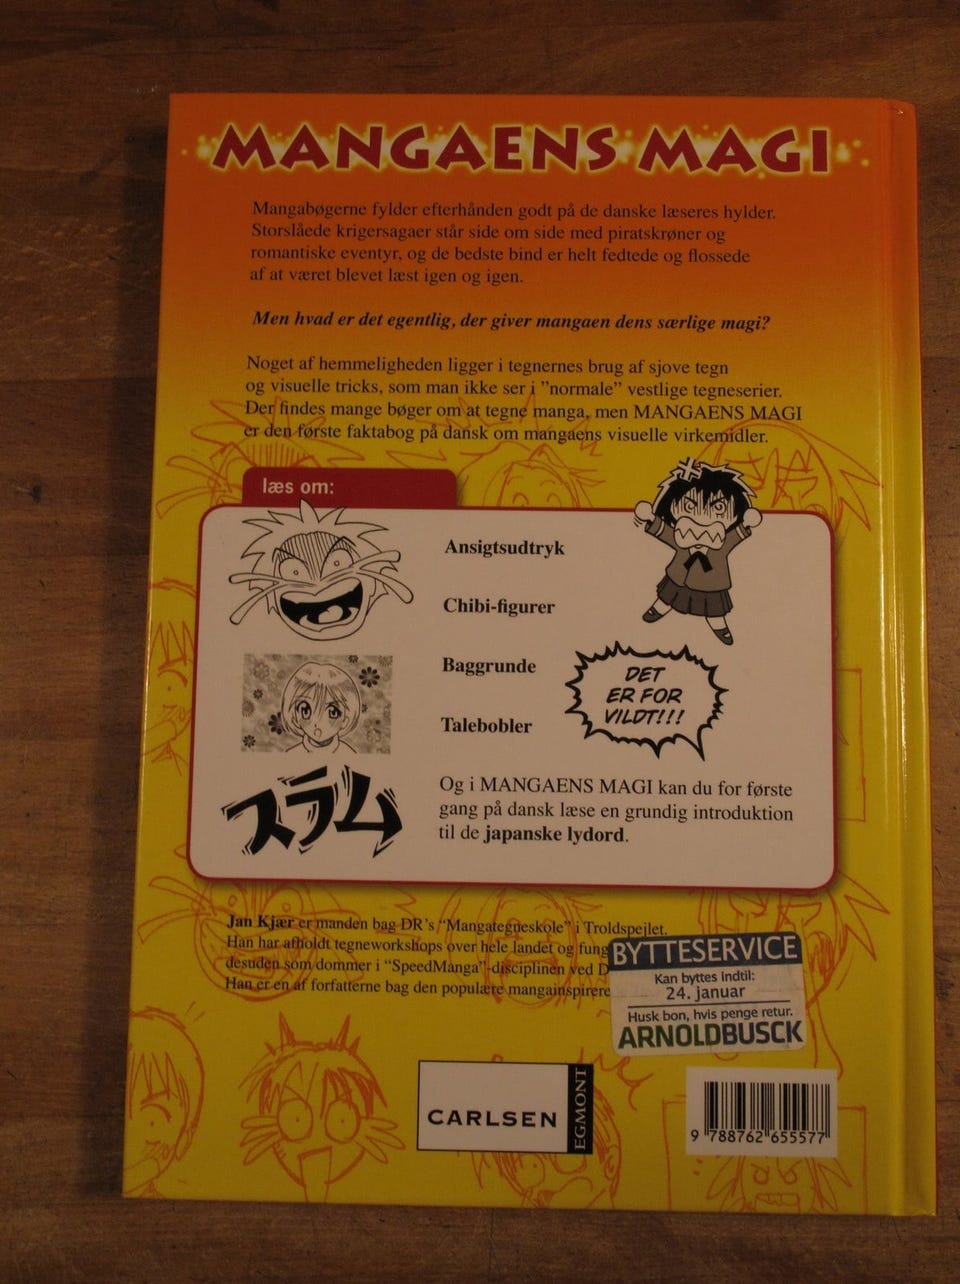 MANGAENS MAGI
Mangabøgerne fylder efterhånden godt på de danske læseres hylder.
Storslåede krigersagaer står side om side med piratskrøner og
romantiske eventyr, og de bedste bind er helt fedtede og flossede
af at været blevet læst igen og igen.
Men hvad er det egentlig, der giver mangaen dens særlige magi?
Noget af hemmeligheden ligger i tegnernes brug af sjove tegn
og visuelle tricks, som man ikke ser i ”normale” vestlige tegneserier.
Der findes mange bøger om at tegne manga, men MANGAENS MAGI
er den første faktabog på dansk om mangaens visuelle virkemidler.
læs om:
Ansigtsudtryk
Chibi-figurer
Baggrunde
Talebobler
DET
ER FOR
VILDT!!!
スラム
Og i MANGAENS MAGI kan du for første
gang på dansk læse en grundig introduktion
til de japanske lydord.
Jan Kjær er manden bag DR’s “Mangategneskole” i Troldspejlet.
Han har afholdt tegneworkshops over hele landet og fung
desuden som dommer i “SpeedManga”-disciplinen ved D
Han er en af forfatterne bag den populære mangainspirere
BYTTESERVICE
Kan byttes indtil:
24. januar
Husk bon, hvis penge retur.
ARNOLDBUSCK
CARLSEN
EGMONT
9 788762 655577